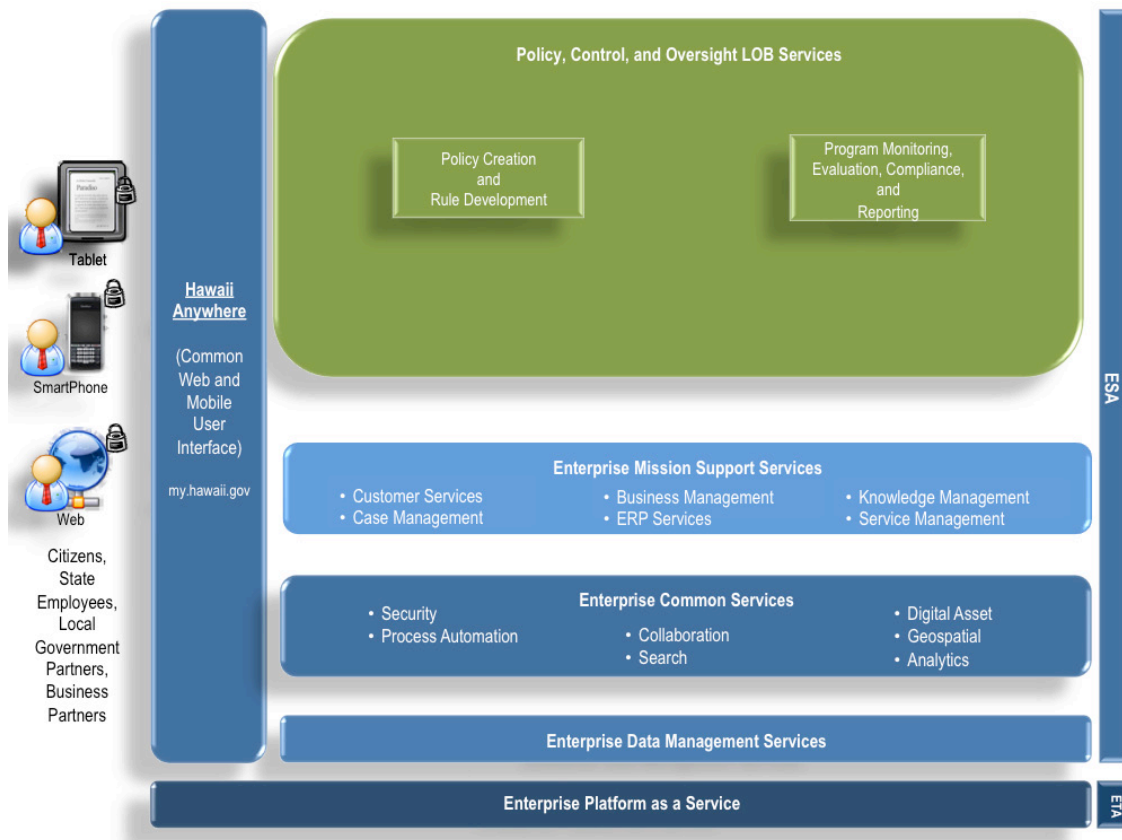 Policy, Control, and Oversight LOB Services
Policy Creation
and
Rule Development
Program Monitoring,
Evaluation, Compliance,
and
Reporting
Tablet
SmartPhone
Web
Citizens,
State
Employees,
Local
Government
Partners,
Business
Partners
Hawaii
Anywhere
(Common
Web and
Mobile
User
Interface)
my.hawaii.gov
Enterprise Mission Support Services
• Customer Services
• Case Management
• Business Management
• ERP Services
• Knowledge Management
• Service Management
Enterprise Common Services
• Security
• Process Automation
• Collaboration
• Search
• Digital Asset
• Geospatial
• Analytics
Enterprise Data Management Services
Enterprise Platform as a Service
ESA
ETA